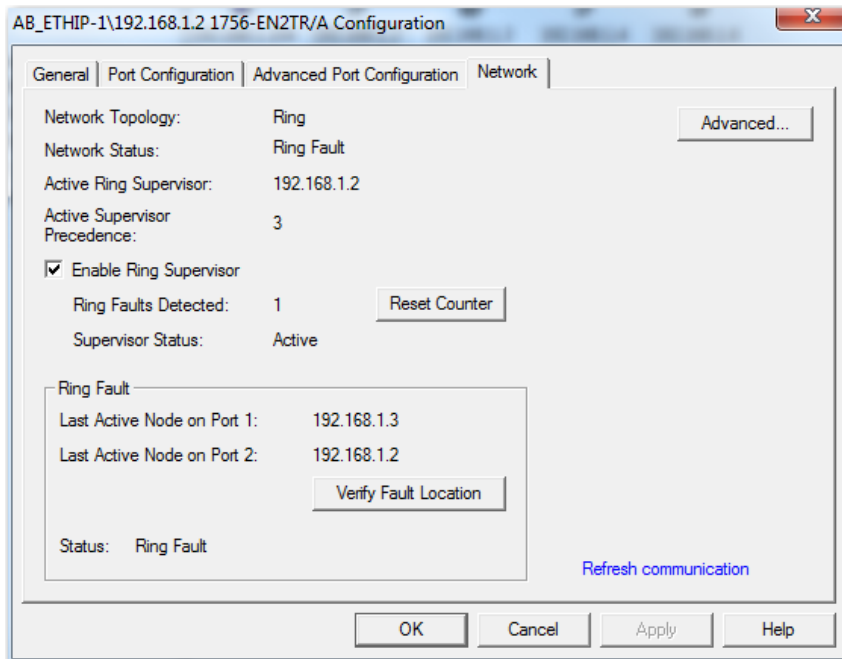 AB_ETHIP-1\192.168.1.2 1756-EN2TR/A Configuration
General Port Configuration Advanced Port Configuration Network
Network Topology: Ring
Advanced...
Network Status: Ring Fault
Active Ring Supervisor: 192.168.1.2
Active Supervisor
Precedence: 3
Enable Ring Supervisor
Ring Faults Detected: 1 Reset Counter
Supervisor Status: Active
Ring Fault
Last Active Node on Port 1: 192.168.1.3
Last Active Node on Port 2: 192.168.1.2
Verify Fault Location
Status: Ring Fault
Refresh communication
OK Cancel Apply Help